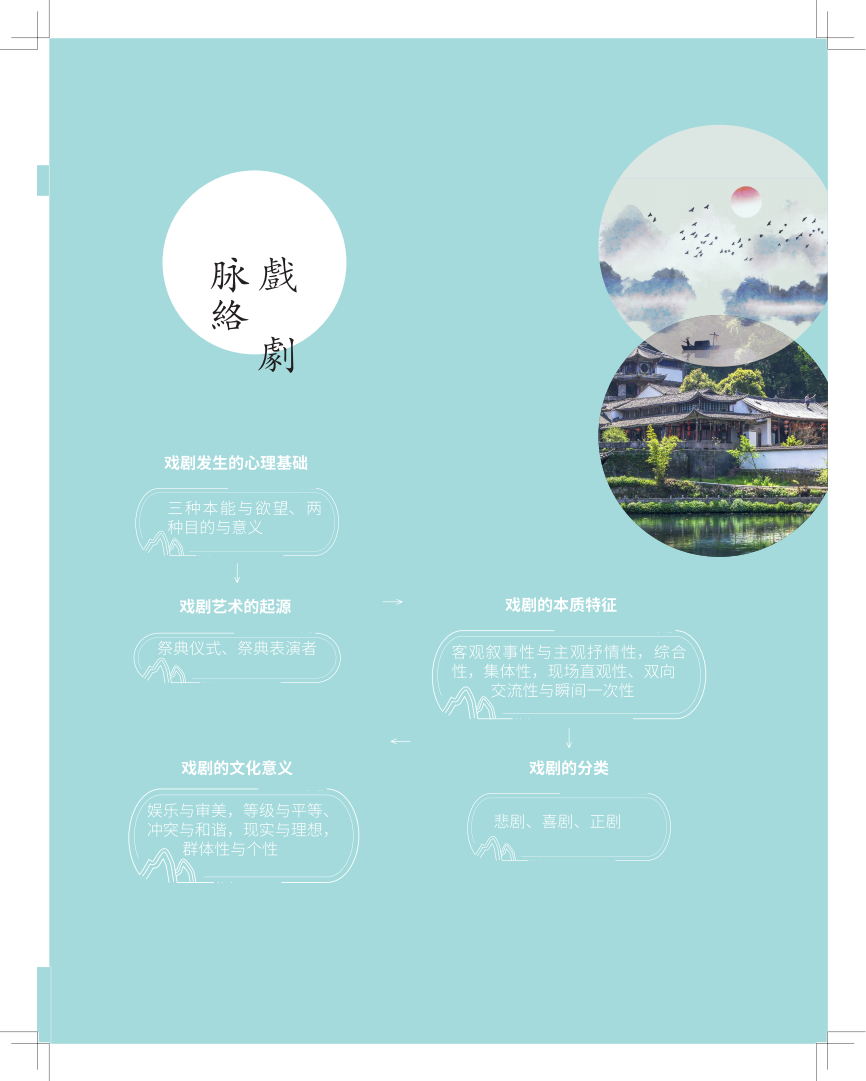 戲劇
脉絡
戏剧发生的心理基础
三种本能与欲望、两
种目的与意义
戏剧艺术的起源
祭典仪式、祭典表演者
戏剧的本质特征
客观叙事性与主观抒情性，综合
性，集体性，现场直观性、双向
交流性与瞬间一次性
戏剧的分类
悲剧、喜剧、正剧
戏剧的文化意义
娱乐与审美，等级与平等、
冲突与和谐，现实与理想，
群体性与个性